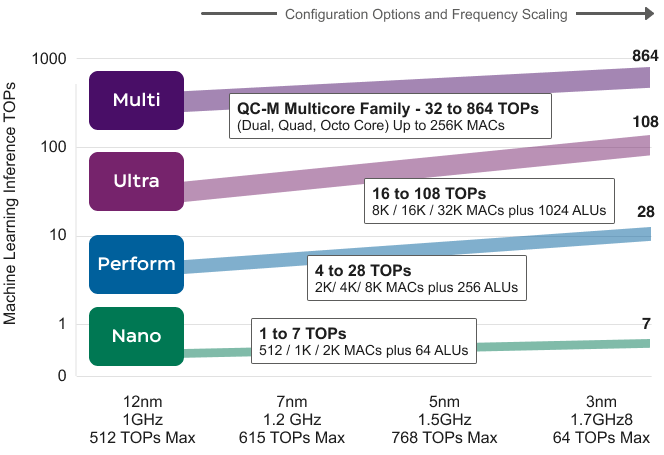 Configuration Options and Frequency Scaling
Machine Learning Inference TOPs
1000
100
10
1
0
864
Multi
QC-M Multicore Family - 32 to 864 TOPs
(Dual, Quad, Octo Core) Up to 256K MACs
108
Ultra
16 to 108 TOPs
8K / 16K / 32K MACs plus 1024 ALUs
28
Perform
4 to 28 TOPs
2K/ 4K/ 8K MACs plus 256 ALUs
7
Nano
1 to 7 TOPs
512 / 1K / 2K MACs plus 64 ALUs
12nm
1GHz
512 TOPs Max
7nm
1.2 GHz
615 TOPs Max
5nm
1.5GHz
768 TOPs Max
3nm
1.7GHz8
64 TOPs Max